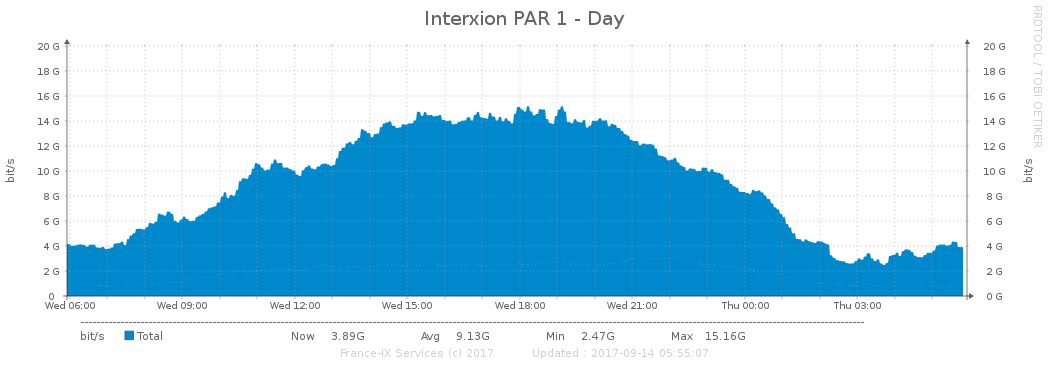 Interxion PAR 1 - Day
RRDTOOL / TOBI OETIKER
bit/s
20 G 20 G
18 G 18 G
16 G 16 G
14 G 14 G
12 G 12 G
10 G 10 G
8 G 8 G
6 G 6 G
4 G 4 G
2 G 2 G
0 0 G
bit/s
Wed 06:00 Wed 09:00 Wed 12:00 Wed 15:00 Wed 18:00 Wed 21:00 Thu 00:00 Thu 03:00
bit/s Total Now 3.89G Avg 9.13G Min 2.47G Max 15.16G
France-IX Services (c) 2017 Updated : 2017-09-14 05:55:07